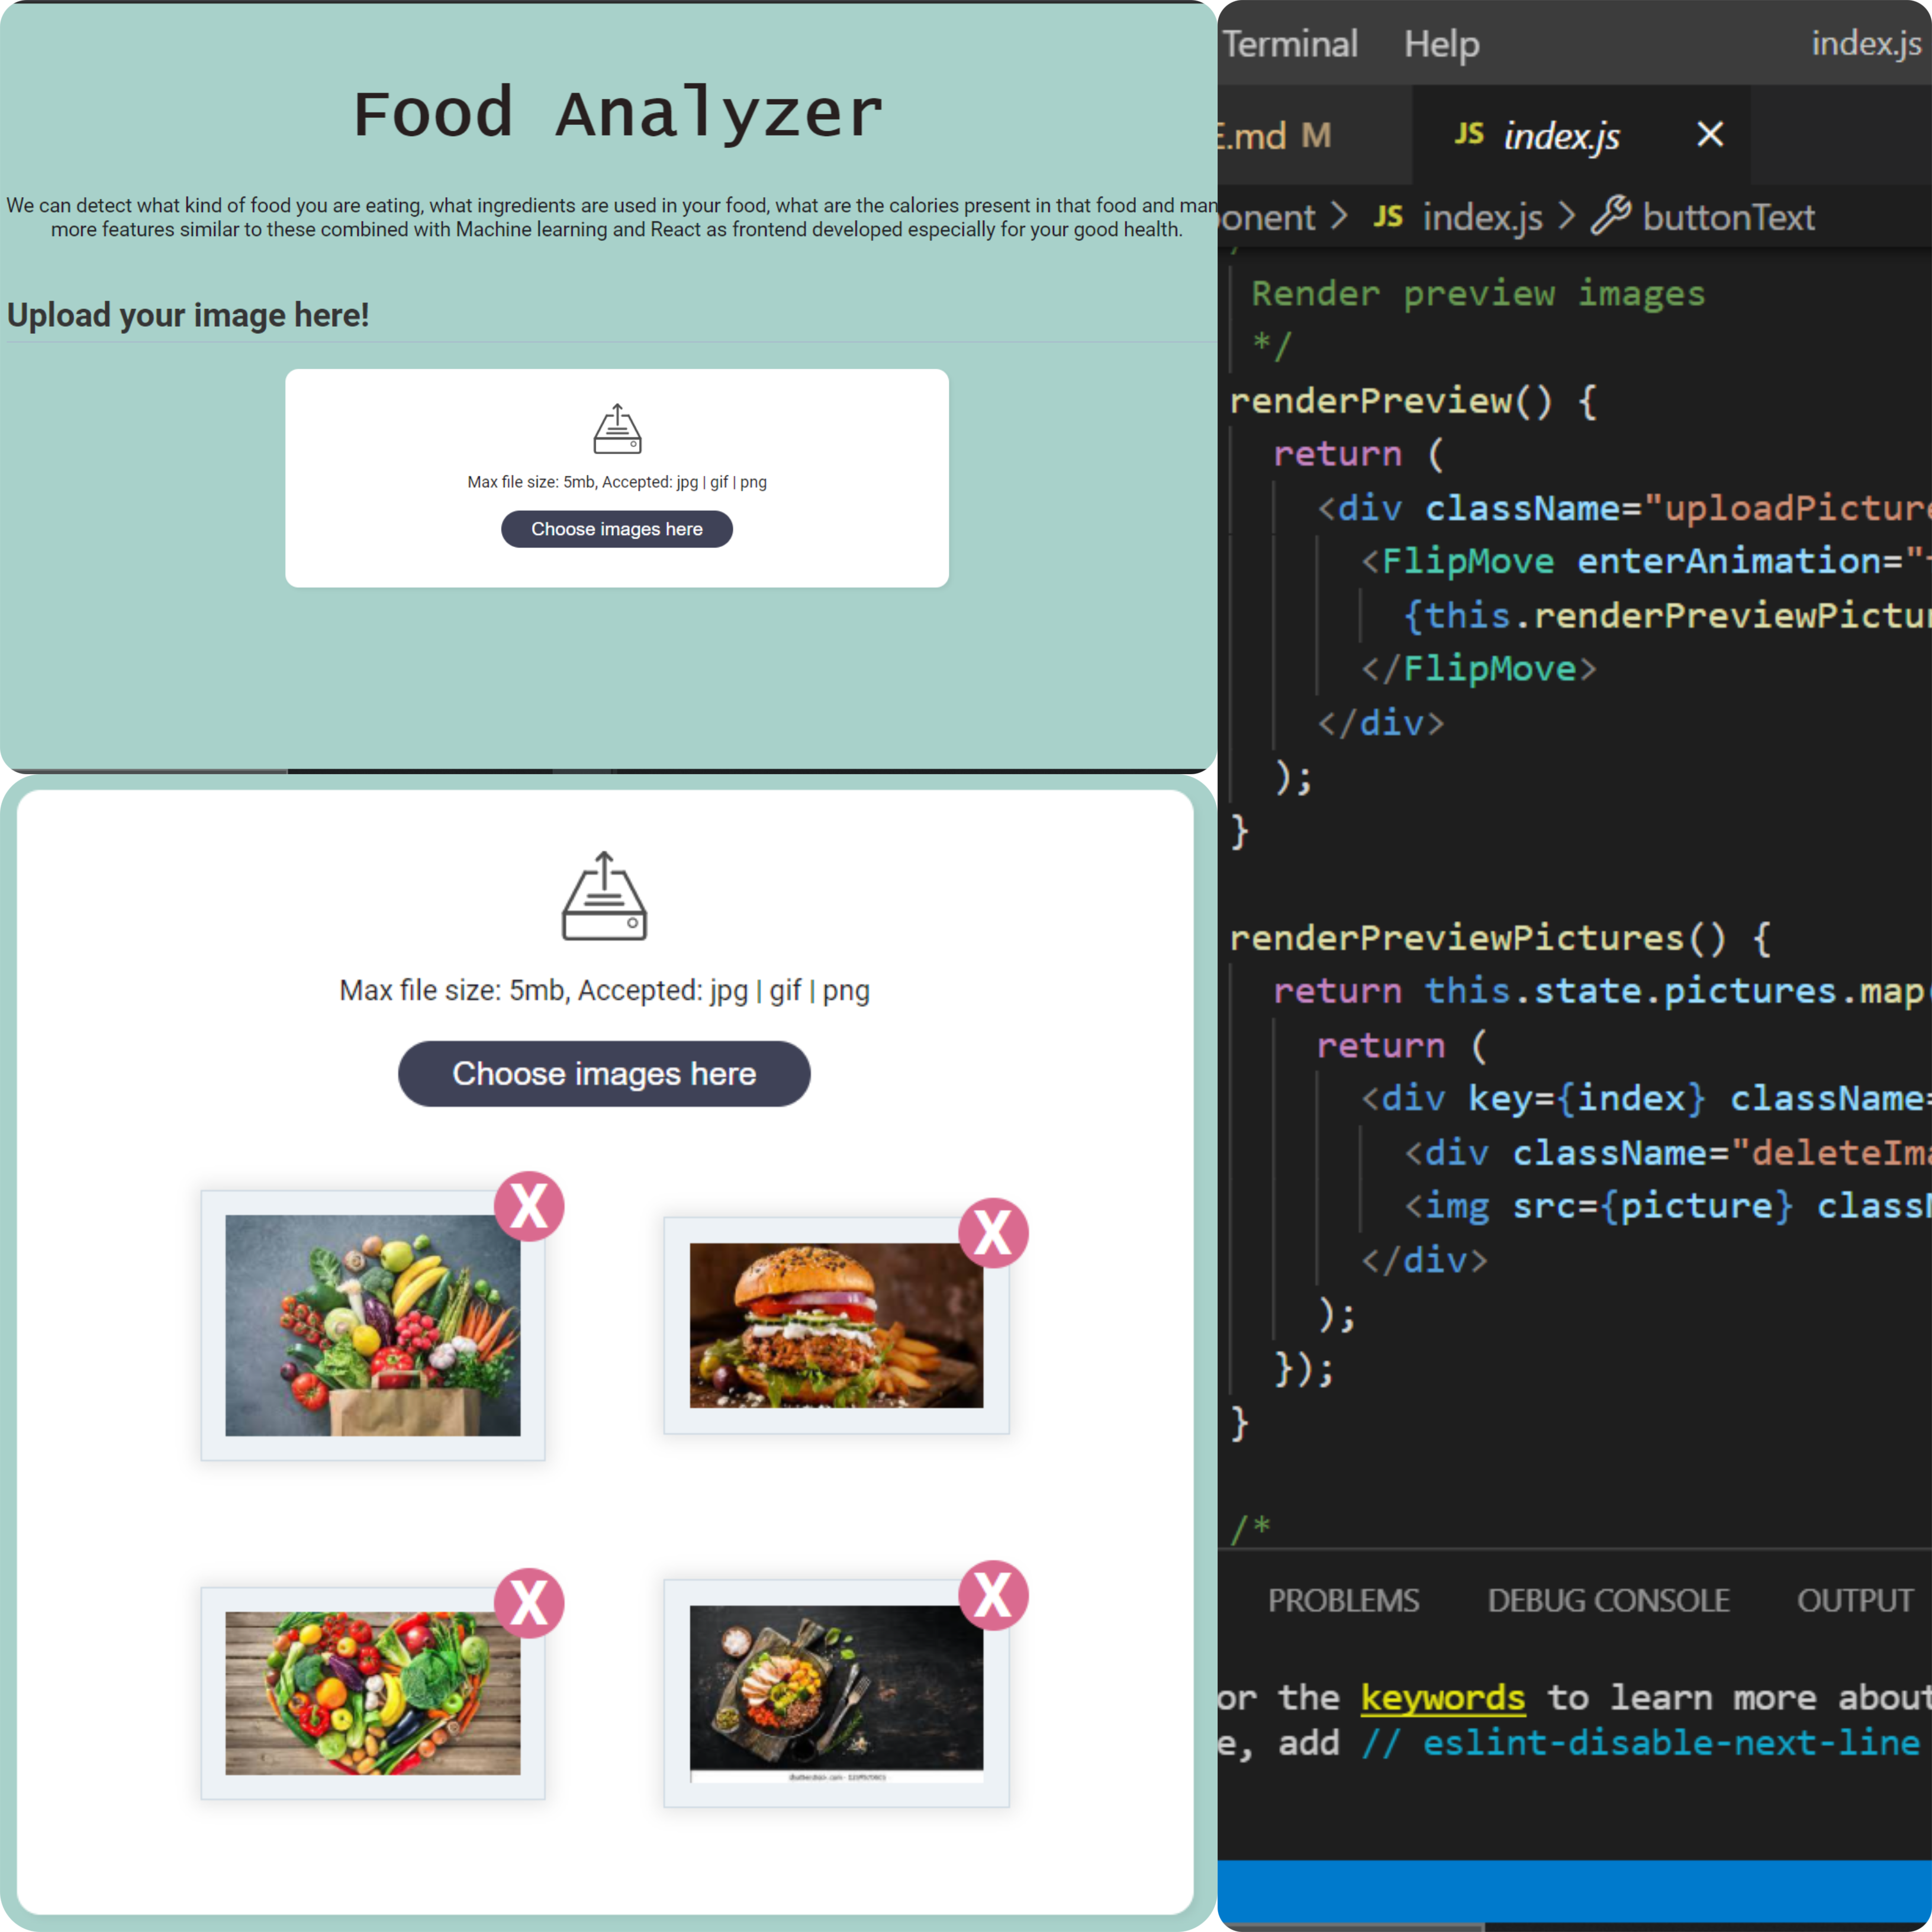 Food Analyzer
We can detect what kind of food you are eating, what ingredients are used in your food, what are the calories present in that food and man
more features similar to these combined with Machine learning and React as frontend developed especially for your good health.
Upload your image here!
Max file size: 5mb, Accepted: jpg | gif | png
Choose images here
Max file size: 5mb, Accepted: jpg | gif | png
Choose images here
X
X
X
X
Terminal Help index.js
E.md M JS index.js ×
ponent > JS index.js > buttonText
Render preview images
*/
renderPreview() {
return (
<div className="uploadPicture
<FlipMove enterAnimation="
{this.renderPreviewPictur
</FlipMove>
</div>
);
}
renderPreviewPictures() {
return this.state.pictures.map(
return (
<div key={index} className=
<div className="deleteIma
<img src={picture} class
</div>
);
});
}
/*
PROBLEMS DEBUG CONSOLE OUTPUT
or the keywords to learn more about
e, add // eslint-disable-next-line